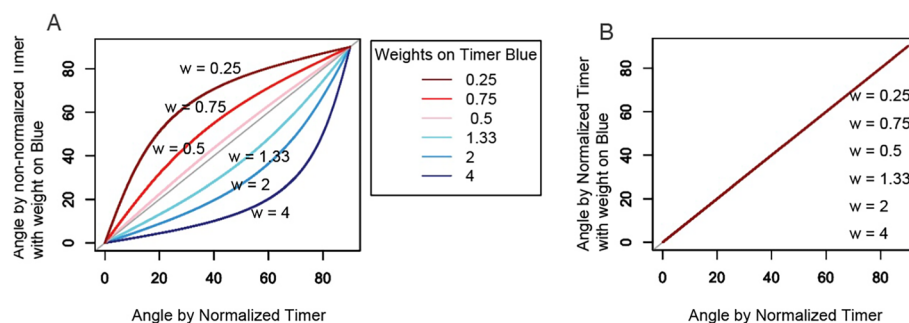 A
Angle by non-normalized Timer
with weight on Blue
80
60
40
20
0
w = 0.25
w = 0.75
w = 0.5
w = 1.33
w = 2
w = 4
0 20 40 60 80
Angle by Normalized Timer
Weights on Timer Blue
0.25
0.75
0.5
1.33
2
4
B
Angle by Normalized Timer
with weight on Blue
80
60
40
20
0
w = 0.25
w = 0.75
w = 0.5
w = 1.33
w = 2
w = 4
0 20 40 60 80
Angle by Normalized Timer